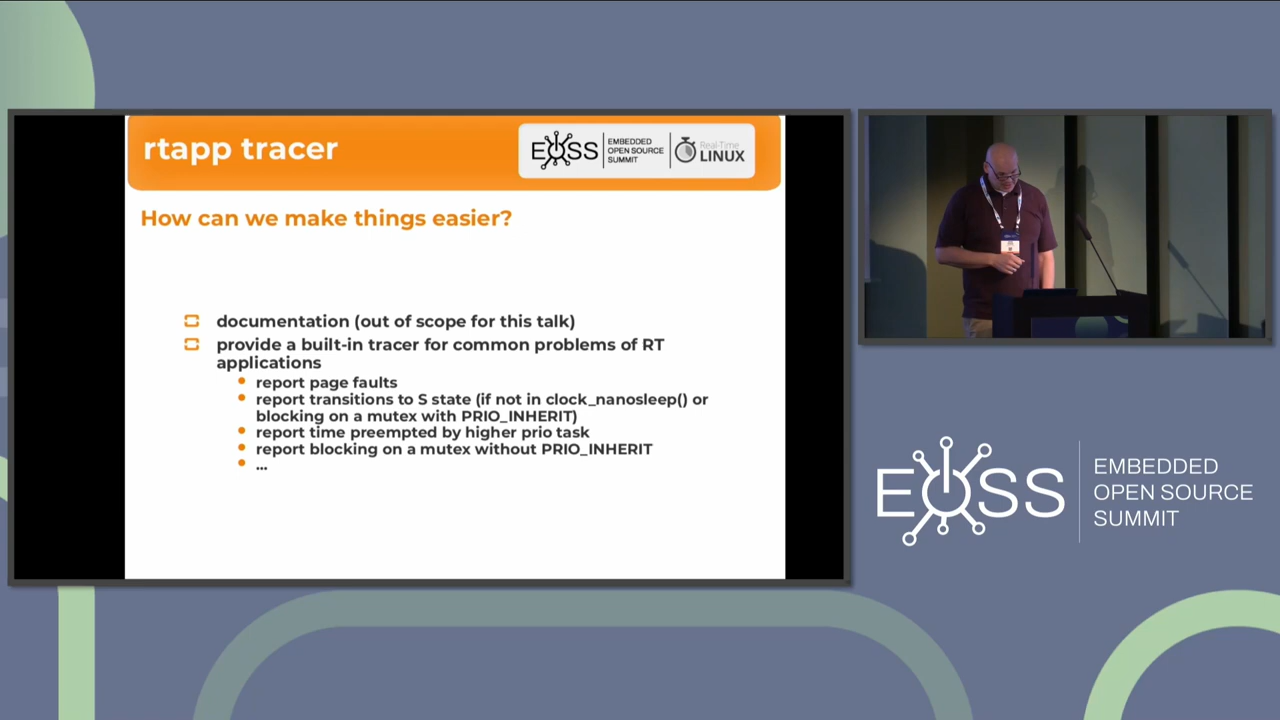 rtapp tracer
EOSS
EMBEDDED
OPEN SOURCE
SUMMIT
Real-Time
LINUX
How can we make things easier?
documentation (out of scope for this talk)
provide a built-in tracer for common problems of RT
applications
report page faults
report transitions to S state (if not in clock_nanosleep() or
blocking on a mutex with PRIO_INHERIT)
report time preempted by higher prio task
report blocking on a mutex without PRIO_INHERIT
...
EOSS
EMBEDDED
OPEN SOURCE
SUMMIT